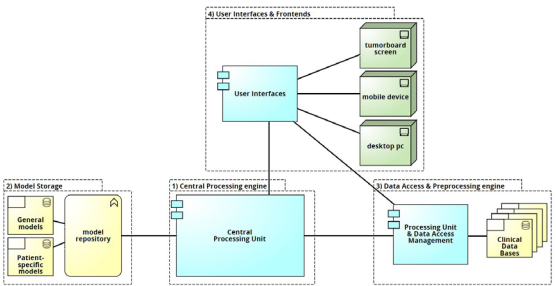 4) User Interfaces & Frontends
tumorboard
screen
User Interfaces
mobile device
desktop pc
2) Model Storage
General
models
Patient-
specific
models
model
repository
1) Central Processing engine
Central
Processing Unit
3) Data Access & Preprocessing engine
Processing Unit
& Data Access
Management
Clinical
Data
Bases